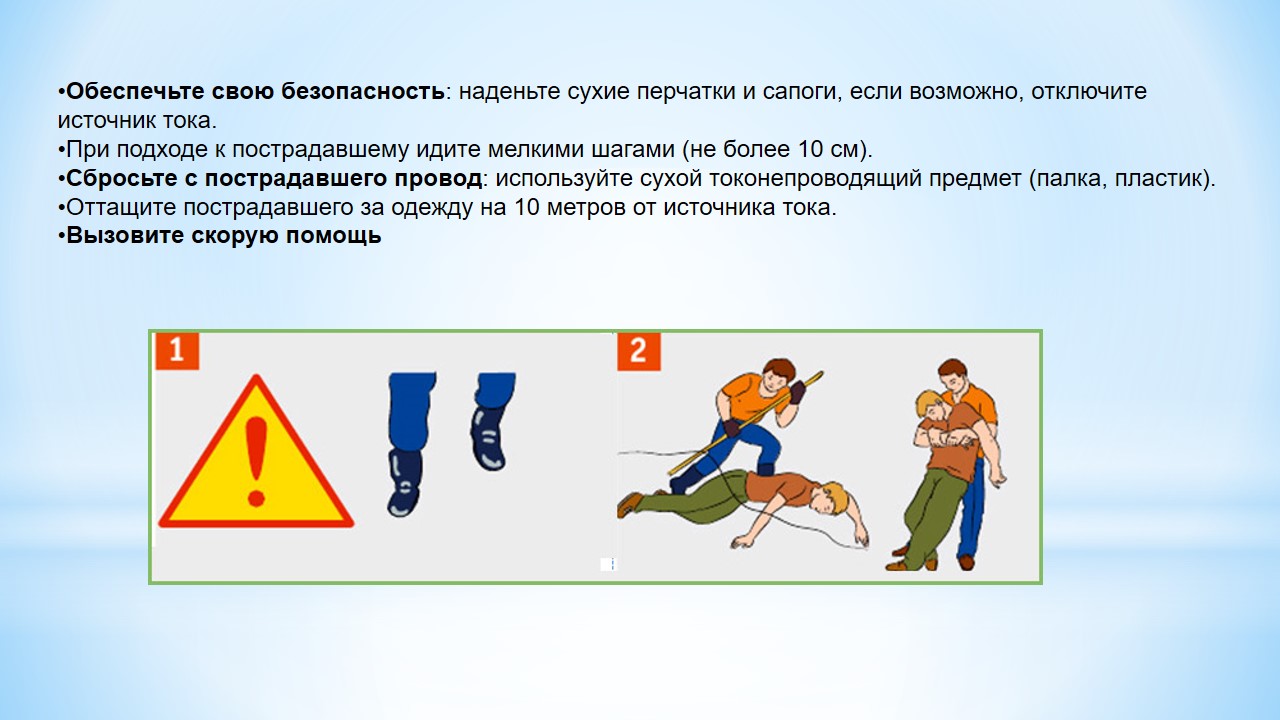 •Обеспечьте свою безопасность: наденьте сухие перчатки и сапоги, если возможно, отключите
источник тока.
•При подходе к пострадавшему идите мелкими шагами (не более 10 см).
•Сбросьте с пострадавшего провод: используйте сухой токонепроводящий предмет (палка, пластик).
•Оттащите пострадавшего за одежду на 10 метров от источника тока.
•Вызовите скорую помощь
1
2
!